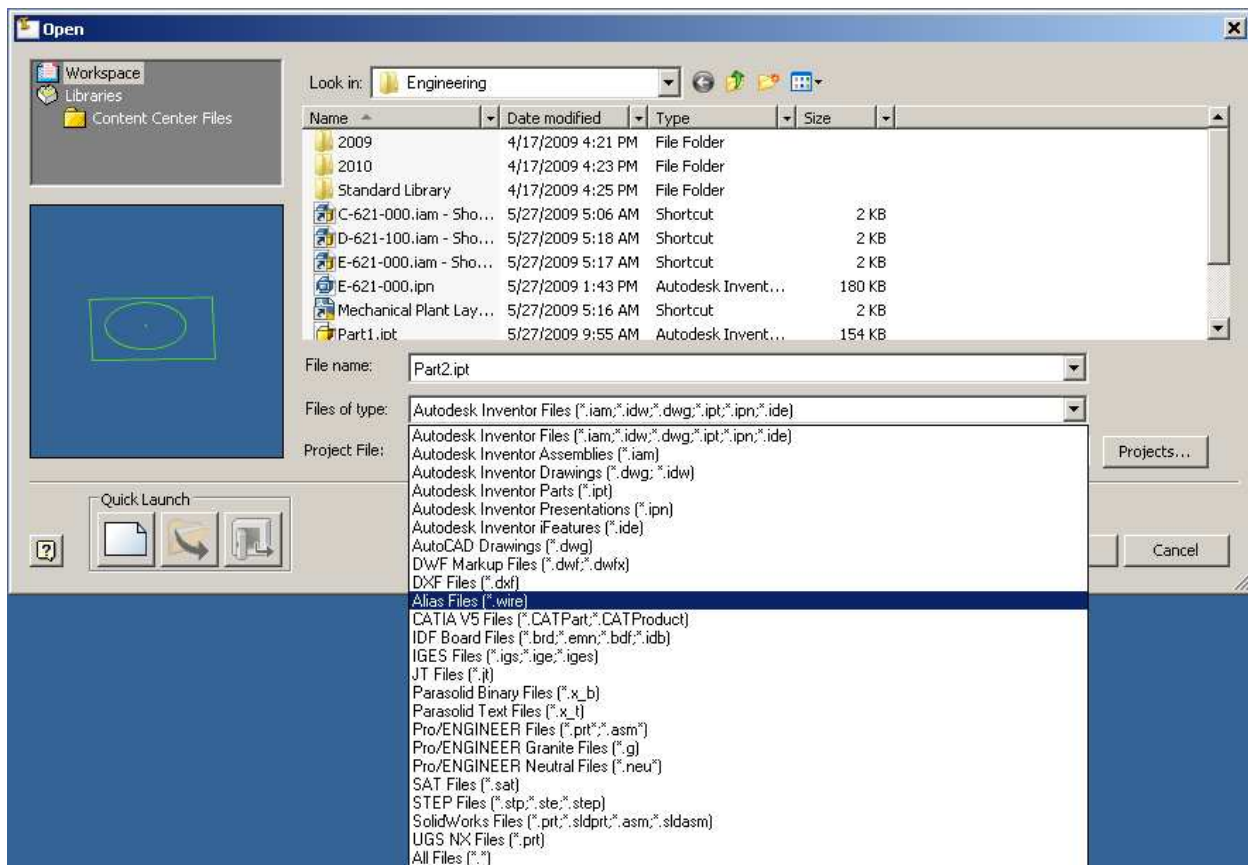 Open
Workspace
Libraries
Content Center Files
Look in: Engineering
Name Date modified Type Size
2009 4/17/2009 4:21 PM File Folder
2010 4/17/2009 4:23 PM File Folder
Standard Library 4/17/2009 4:25 PM File Folder
C-621-000.iam - Sho... 5/27/2009 5:06 AM Shortcut 2 KB
D-621-100.iam - Sho... 5/27/2009 5:18 AM Shortcut 2 KB
E-621-000.iam - Sho... 5/27/2009 5:17 AM Shortcut 2 KB
E-621-000.ipn 5/27/2009 1:43 PM Autodesk Invent... 180 KB
Mechanical Plant Lay... 5/27/2009 5:16 AM Shortcut 2 KB
Part1.ipt 5/27/2009 9:55 AM Autodesk Invent... 154 KB
File name: Part2.ipt
Files of type: Autodesk Inventor Files (*.iam;*.idw;*.dwg;*.ipt;*.ipn;*.ide)
Project File: Projects...
Autodesk Inventor Files (*.iam;*.idw;*.dwg;*.ipt;*.ipn;*.ide)
Autodesk Inventor Assemblies (*.iam)
Autodesk Inventor Drawings (*.dwg; *.idw)
Autodesk Inventor Parts (*.ipt)
Autodesk Inventor Presentations (*.ipn)
Autodesk Inventor iFeatures (*.ide)
AutoCAD Drawings (*.dwg)
DWF Markup Files (*.dwf;*.dwfx)
DXF Files (*.dxf)
Alias Files (*.wire)
CATIA V5 Files (*.CATPart;*.CATProduct)
IDF Board Files (*.brd;*.emn;*.bdf;*.idb)
IGES Files (*.igs;*.ige;*.iges)
JT Files (*.jt)
Parasolid Binary Files (*.x_b)
Parasolid Text Files (*.x_t)
Pro/ENGINEER Files (*.prt*;*.asm*)
Pro/ENGINEER Granite Files (*.g)
Pro/ENGINEER Neutral Files (*.neu*)
SAT Files (*.sat)
STEP Files (*.stp;*.ste;*.step)
SolidWorks Files (*.prt;*.sldprt;*.asm;*.sldasm)
UGS NX Files (*.prt)
All Files (*.*)
Quick Launch
Cancel